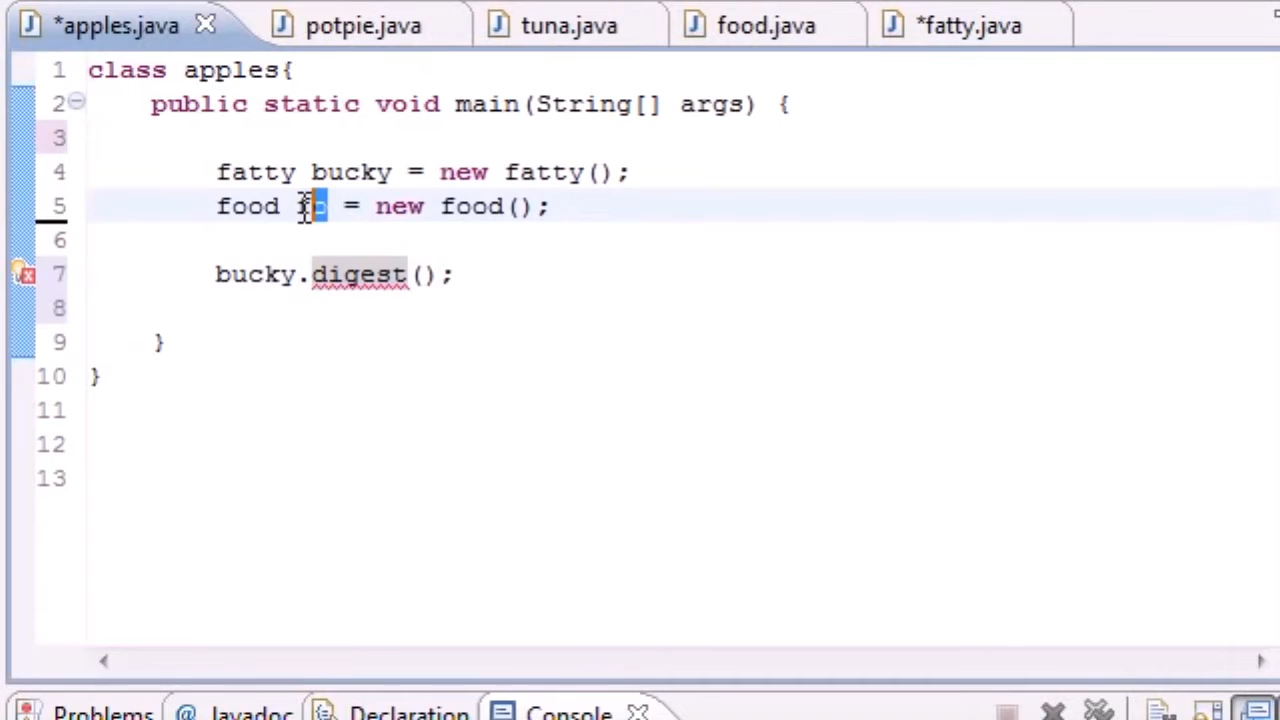 *apples.java potpie.java tuna.java food.java *fatty.java
1 class apples{
2 public static void main(String[] args) {
3
4 fatty bucky = new fatty();
5 food fo = new food();
6
7 bucky.digest();
8
9 }
10 }
11
12
13
Problems @ Javadoc Declaration Console